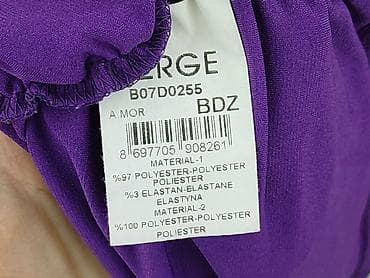 ERGE
B07D0255
A.MOR
BDZ
8 697705 908261
MATERIAL-1
%97 POLYESTER-POLYESTER
POLIESTER
%3 ELASTAN-ELASTANE
ELASTYNA
MATERIAL-2
%100 POLYESTER-POLYESTER
POLIESTER